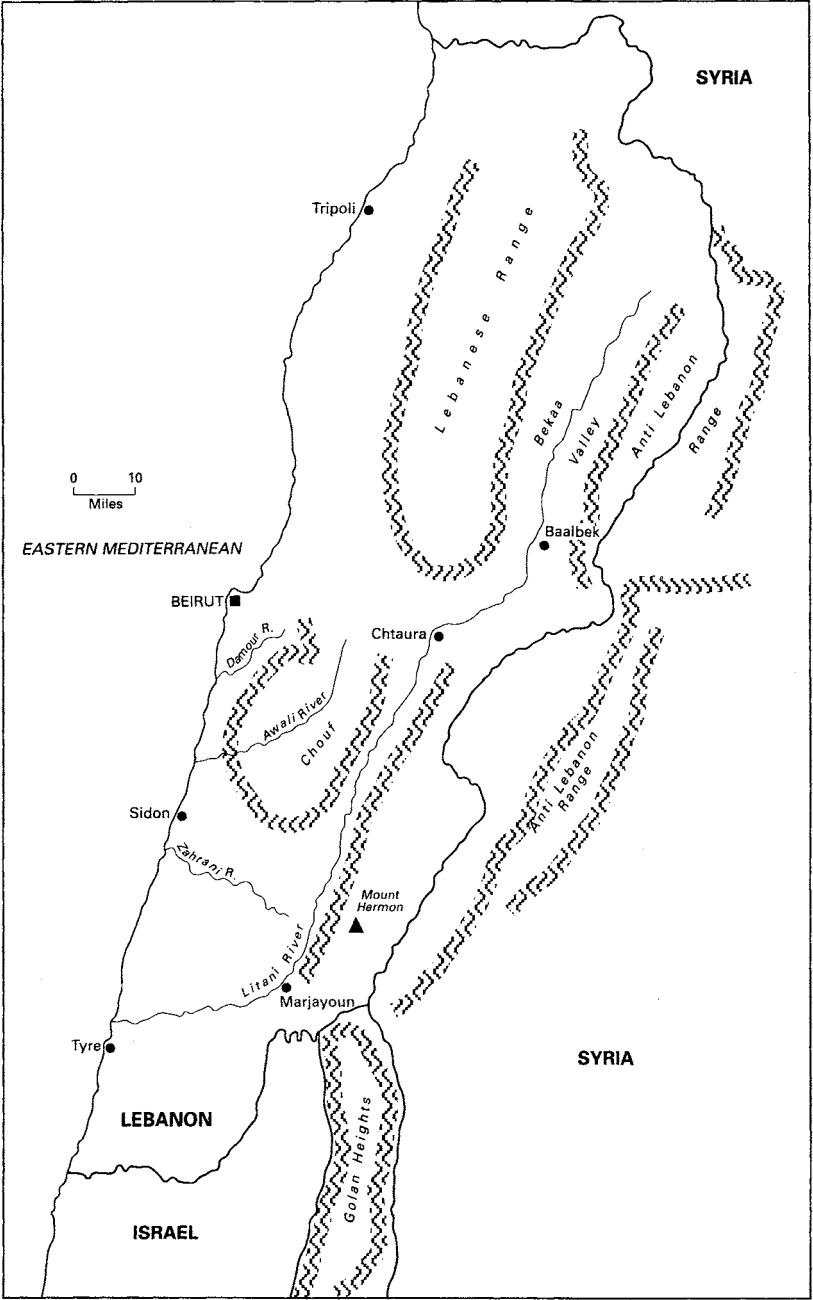 SYRIA
Tripoli
Lebanese Range
Bekaa
Valley
Anti Lebanon
Range
0 10
Miles
EASTERN MEDITERRANEAN
Baalbek
BEIRUT
Chtaura
Damour R.
Awali River
Chouf
Anti Lebanon
Range
Sidon
Zahrani R.
Mount
Hermon
Litani River
Marjayoun
Tyre
SYRIA
LEBANON
Golan Heights
ISRAEL